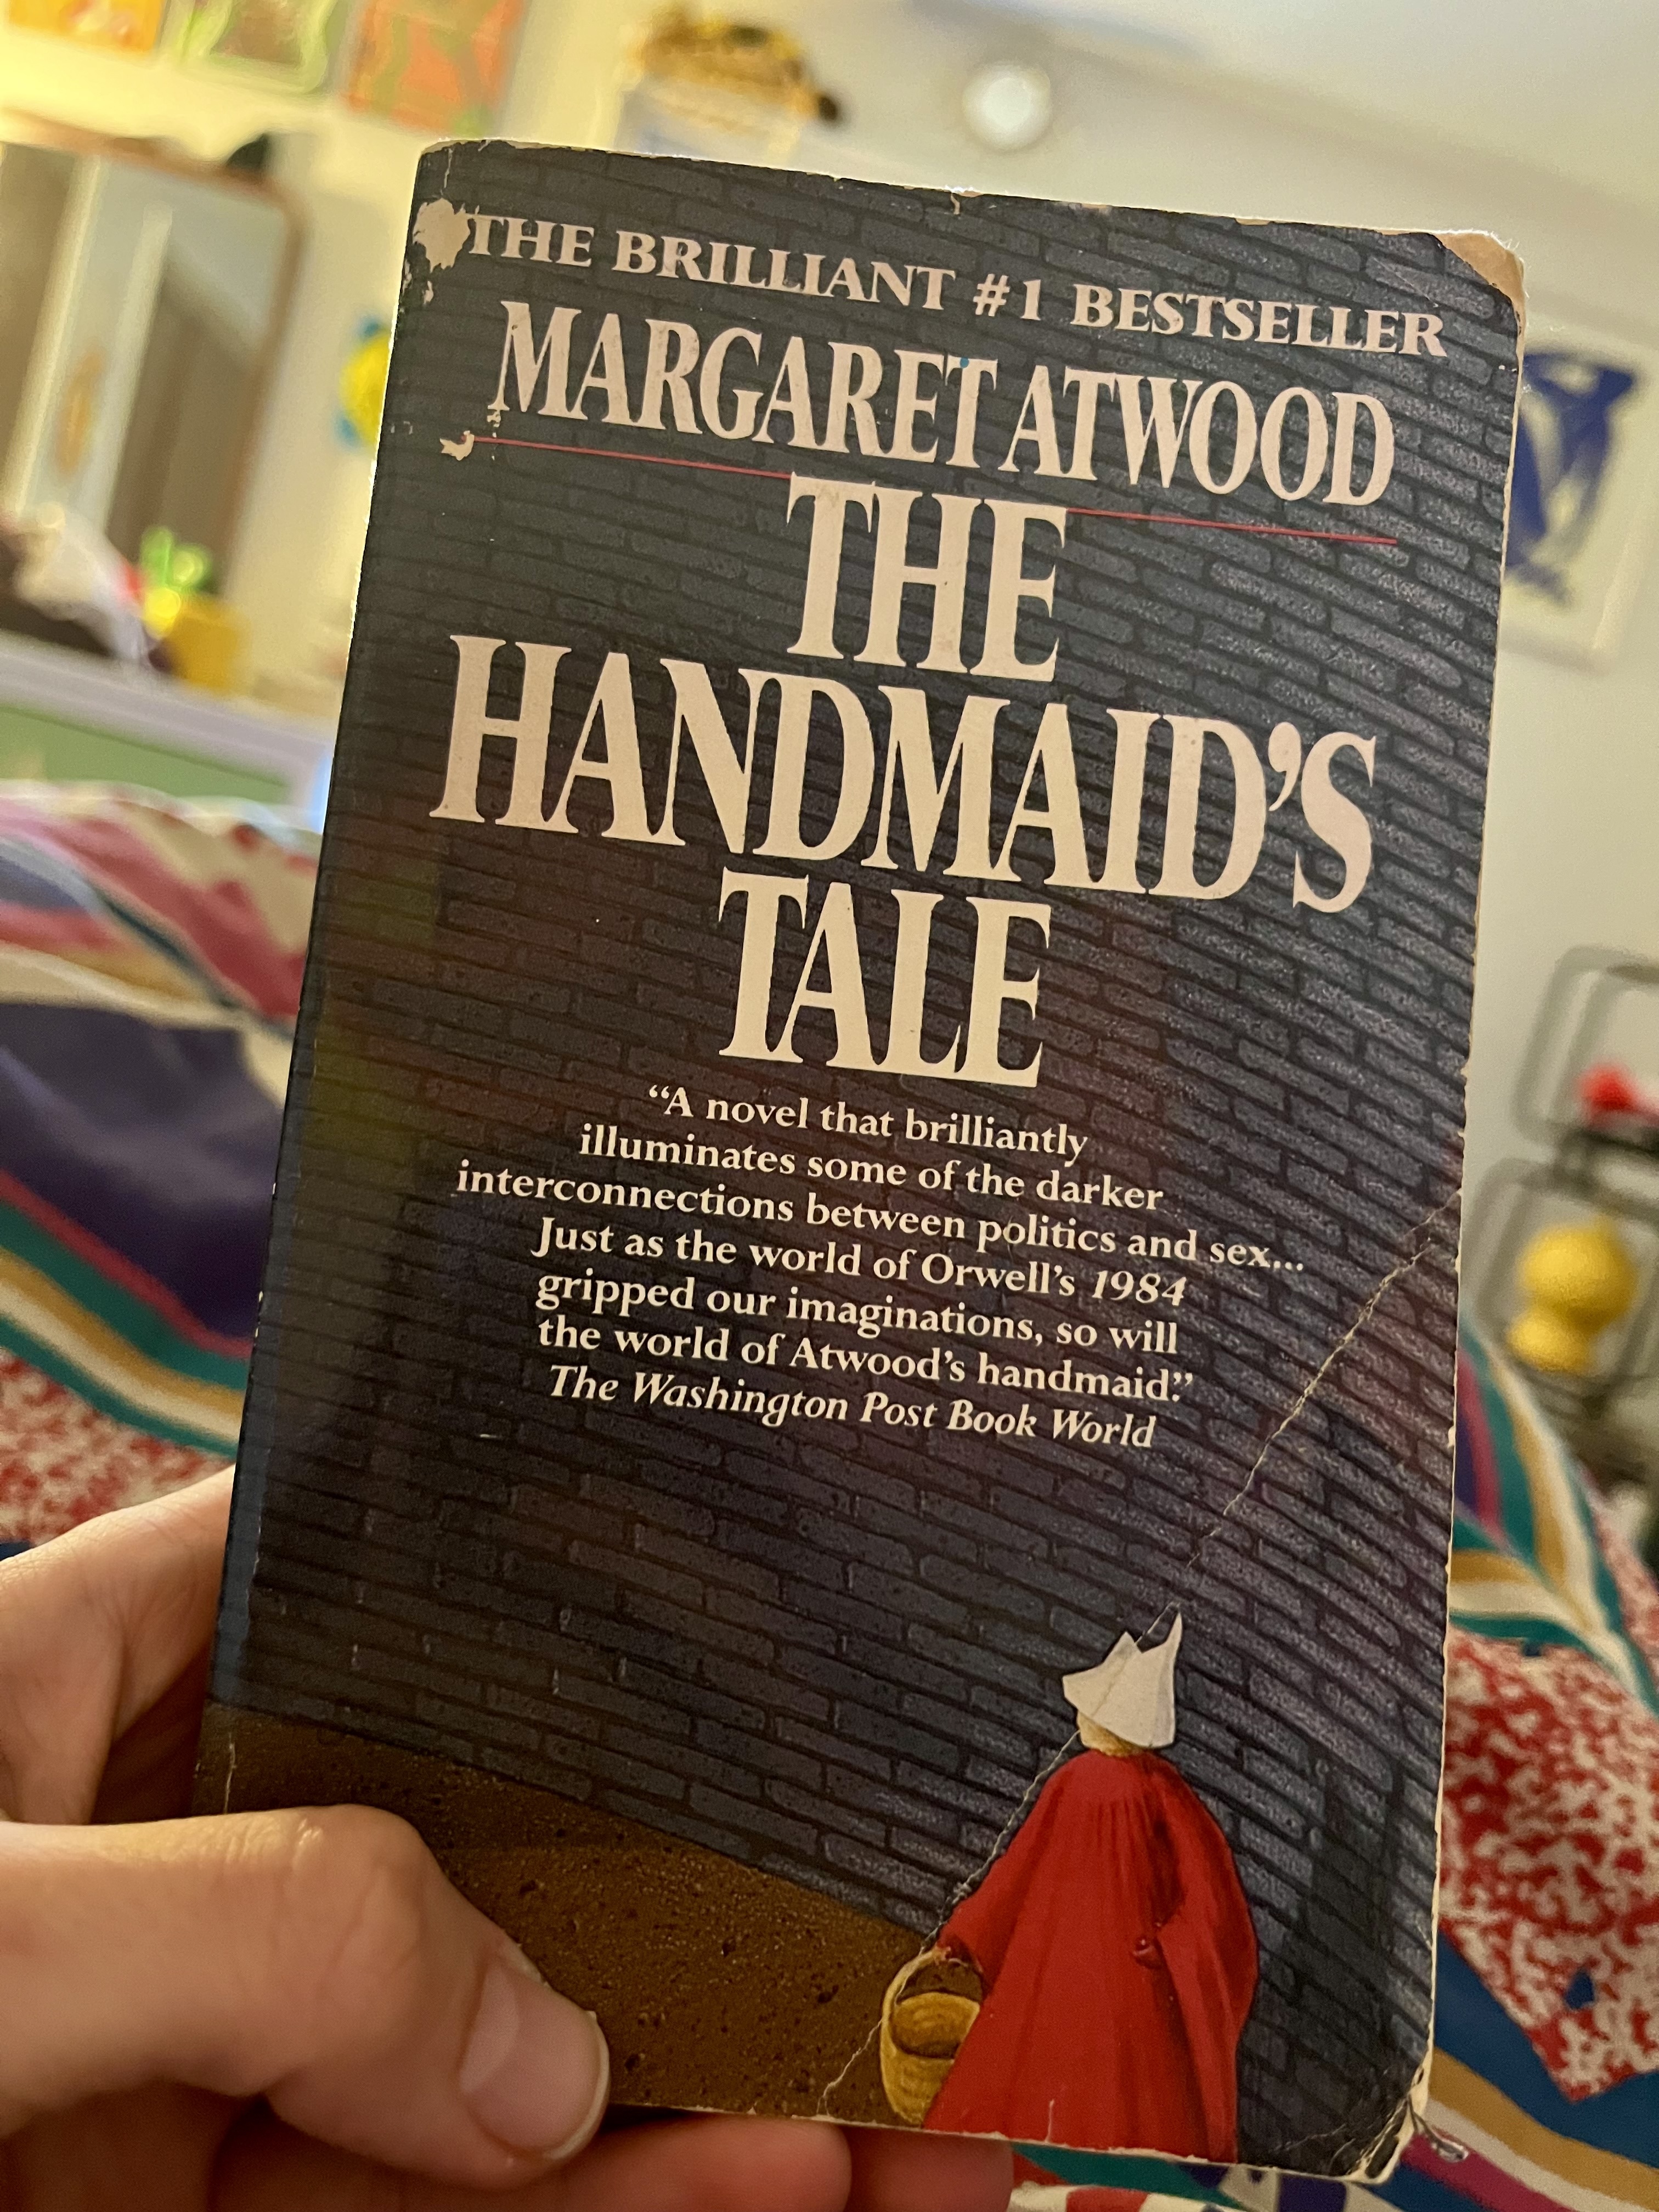 THE BRILLIANT #1 BESTSELLER
MARGARET ATWOOD
THE
HANDMAID'S
TALE
“A novel that brilliantly
illuminates some of the darker
interconnections between politics and sex...
Just as the world of Orwell's 1984
gripped our imaginations, so will
the world of Atwood's handmaid.”
The Washington Post Book World